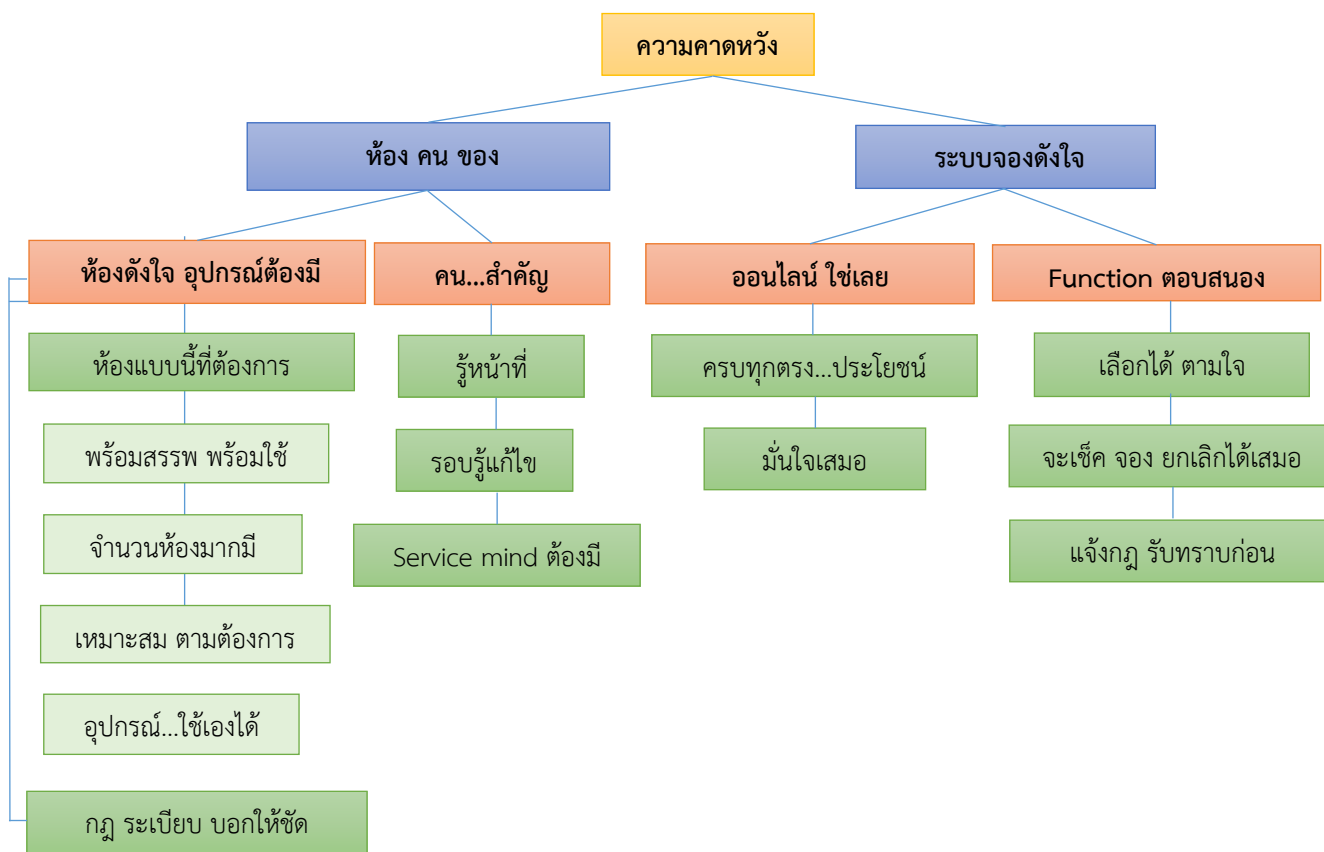 ความคาดหวัง
ห้อง คน ของ
ระบบจองดังใจ
ห้องดังใจ อุปกรณ์ต้องมี
คน...สำคัญ
ออนไลน์ ใช่เลย
Function ตอบสนอง
ห้องแบบนี้ที่ต้องการ
รู้หน้าที่
ครบทุกตรง...ประโยชน์
เลือกได้ ตามใจ
พร้อมสรรพ พร้อมใช้
รอบรู้แก้ไข
มั่นใจเสมอ
จะเช็ค จอง ยกเลิกได้เสมอ
จำนวนห้องมากมี
Service mind ต้องมี
แจ้งกฎ รับทราบก่อน
เหมาะสม ตามต้องการ
อุปกรณ์...ใช้เองได้
กฎ ระเบียบ บอกให้ชัด